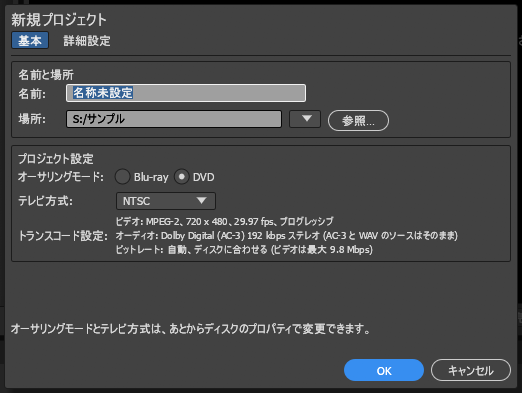 新規プロジェクト
基本 詳細設定
名前と場所
名前: 名称未設定
場所: S:/サンプル 参照...
プロジェクト設定
オーサリングモード: Blu-ray DVD
テレビ方式: NTSC
ビデオ: MPEG-2、720 x 480、29.97 fps、プログレッシブ
トランスコード設定: オーディオ: Dolby Digital (AC-3) 192 kbps ステレオ (AC-3 と WAV のソースはそのまま)
ビットレート: 自動、ディスクに合わせる (ビデオは最大 9.8 Mbps)
オーサリングモードとテレビ方式は、あとからディスクのプロパティで変更できます。
OK キャンセル